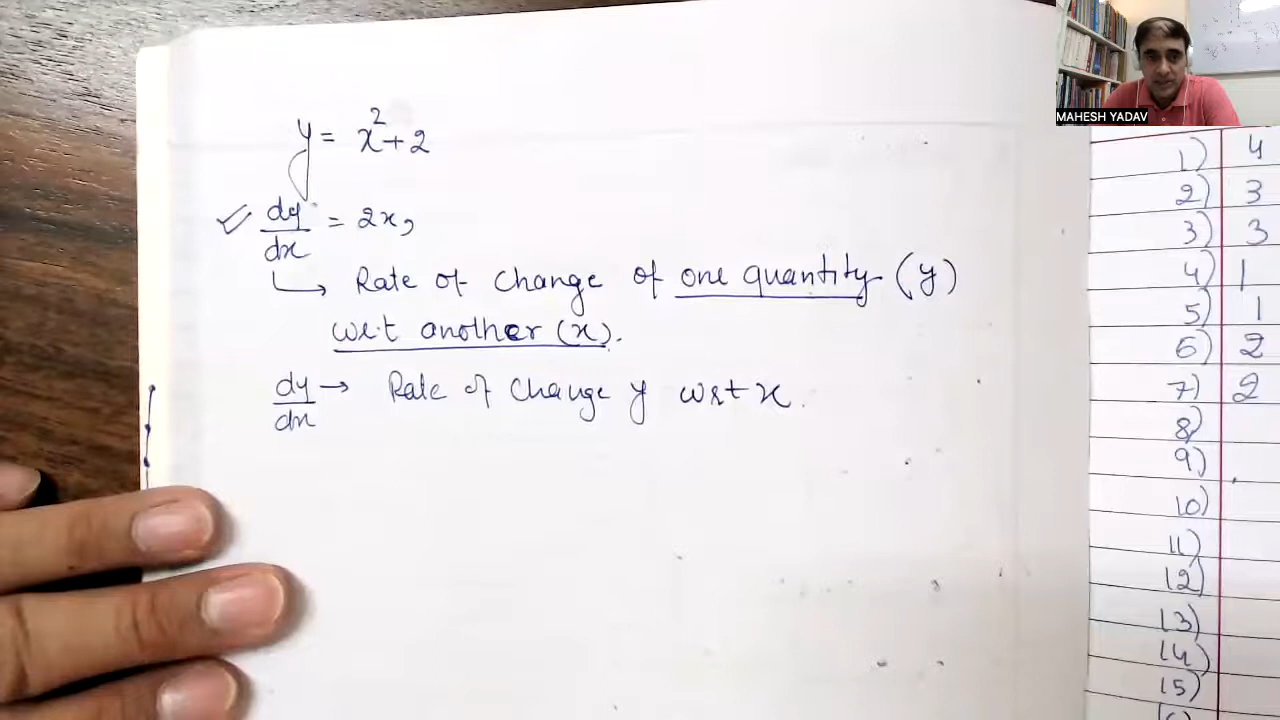 y = x² + 2
dy/dx = 2x,
Rate of change of one quantity (y)
w.r.t another (x).
dy/dx → Rate of change y wrt x.
MAHESH YADAV
1) 4
2) 3
3) 3
4) 1
5) 1
6) 2
7) 2
8)
9)
10)
11)
12)
13)
14)
15)